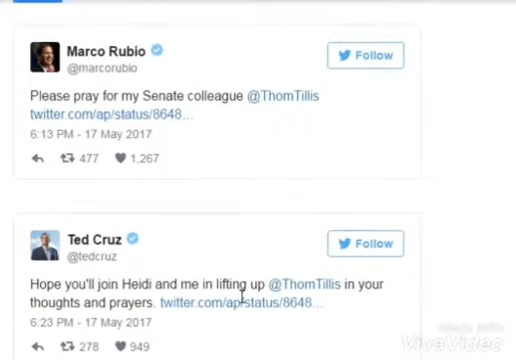 Marco Rubio
Follow
@marcorubio
Please pray for my Senate colleague @ThomTillis
twitter.com/ap/status/8648...
6:13 PM - 17 May 2017
477 1,267
Ted Cruz
Follow
@tedcruz
Hope you'll join Heidi and me in lifting up @ThomTillis in your
thoughts and prayers. twitter.com/ap/status/8648...
6:23 PM - 17 May 2017
278 949
Made With
VivaVideo